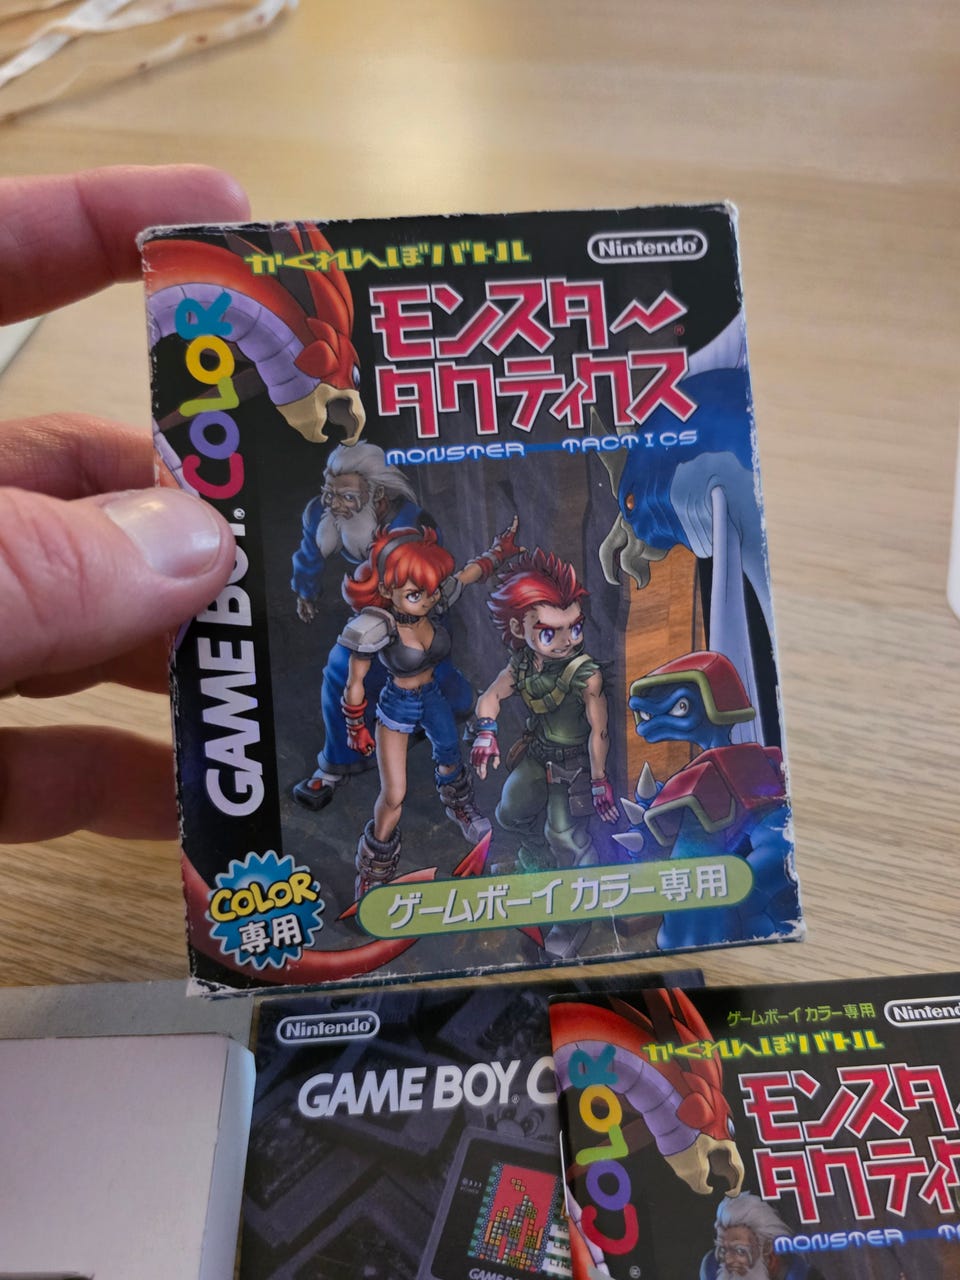 かくれんぼバトル
Nintendo®
モンスター
タクティクス®
MONSTER TACTICS
GAME BOY® COLOR
COLOR
専用
ゲームボーイ カラー専用
Nintendo®
GAME BOY® C
ゲームボーイ カラー専用
Nintendo
かくれんぼバトル
COLOR
モンスタ
タクティ
MONSTER